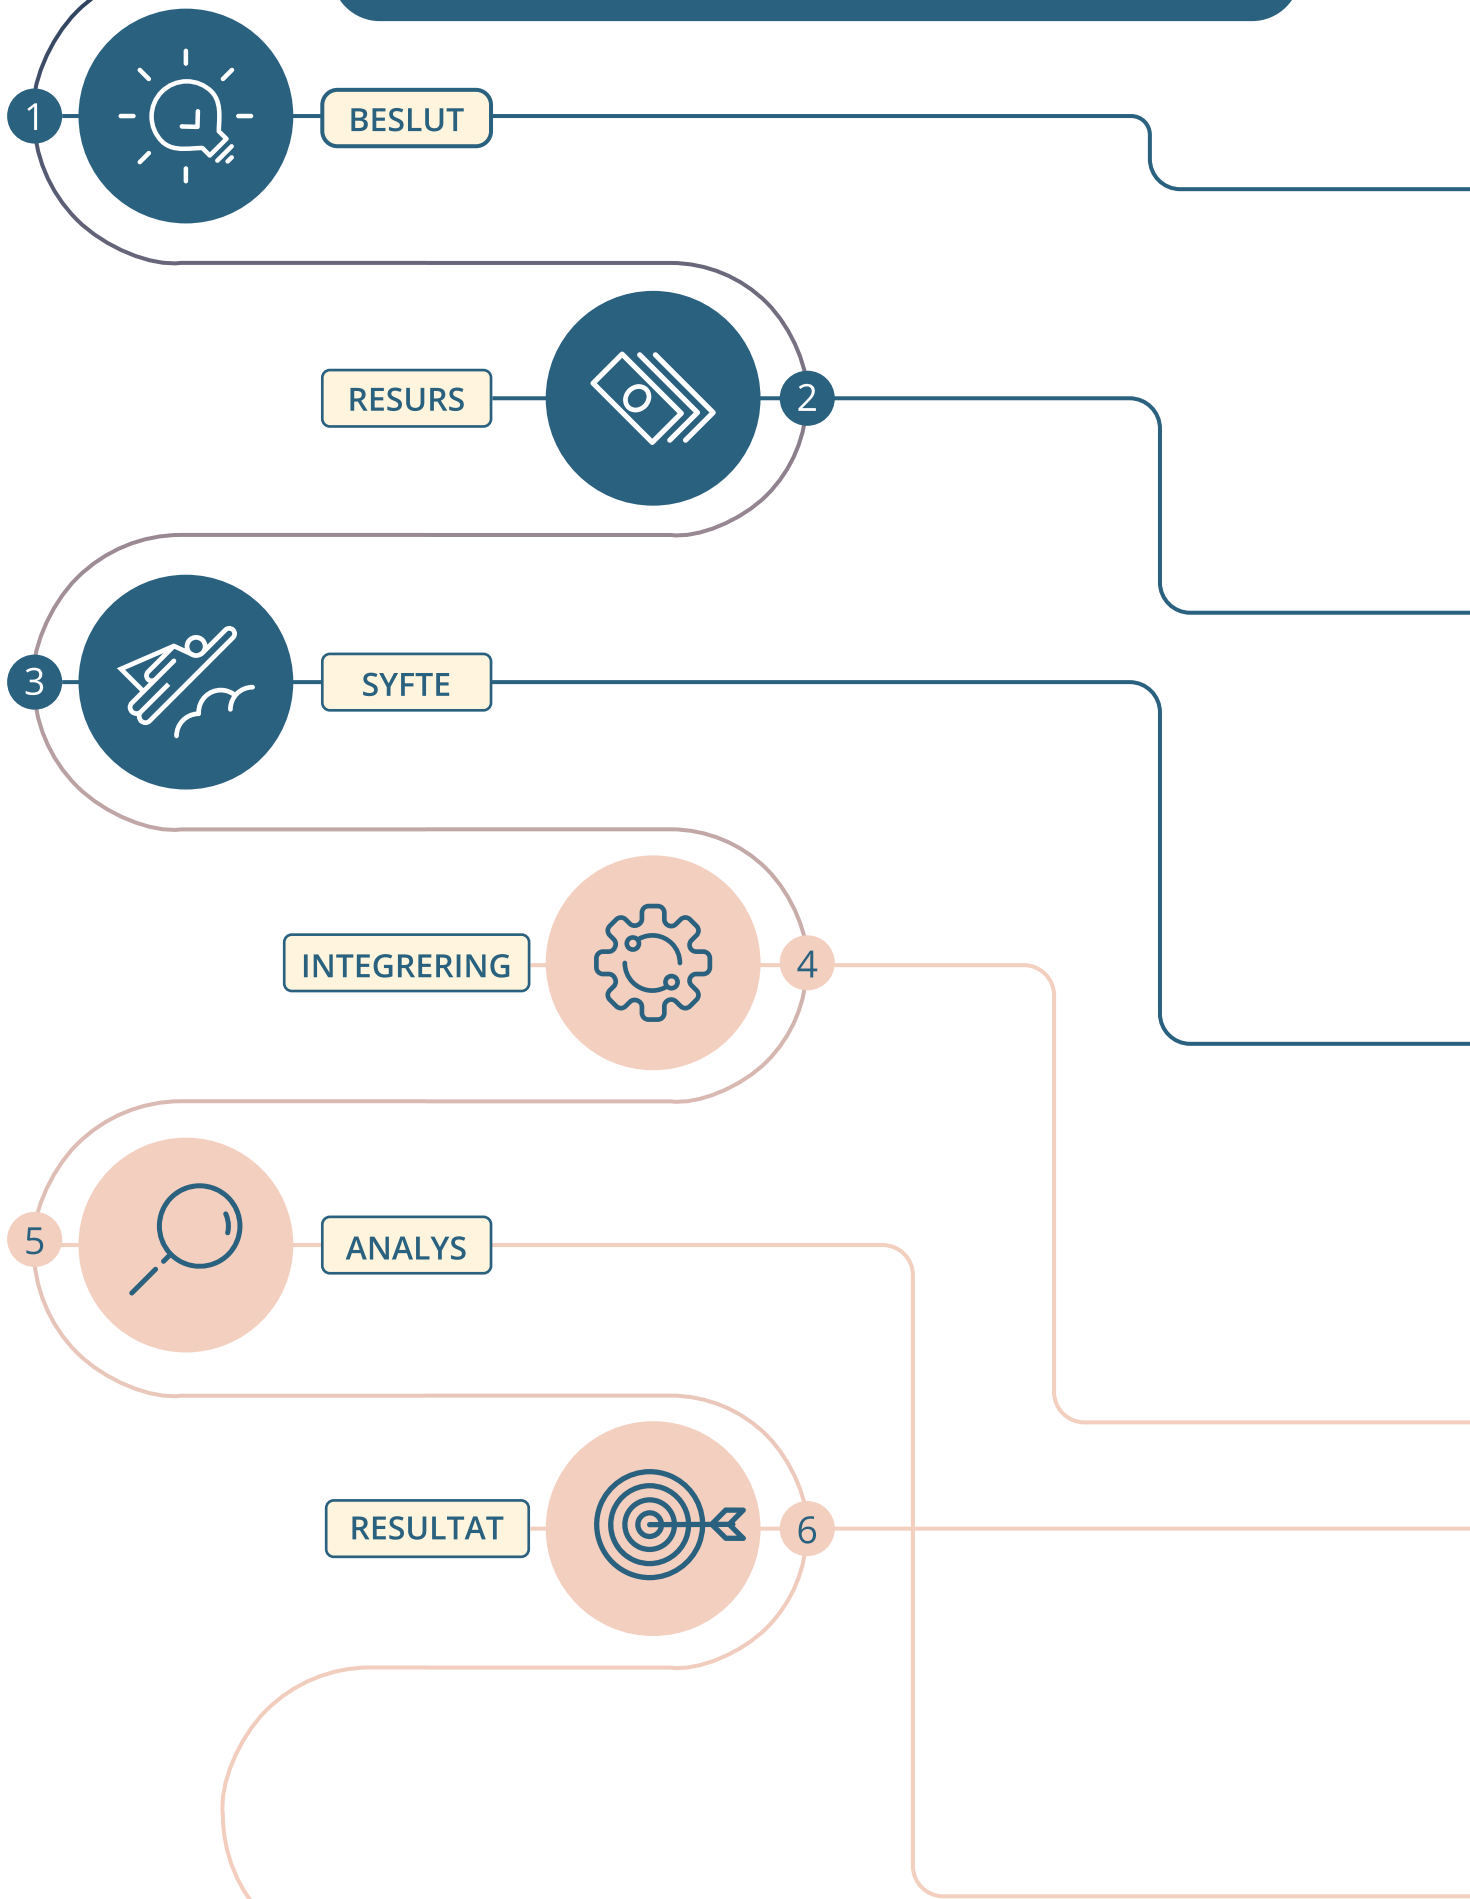 1
BESLUT
RESURS
2
3
SYFTE
INTEGRERING
4
5
ANALYS
RESULTAT
6